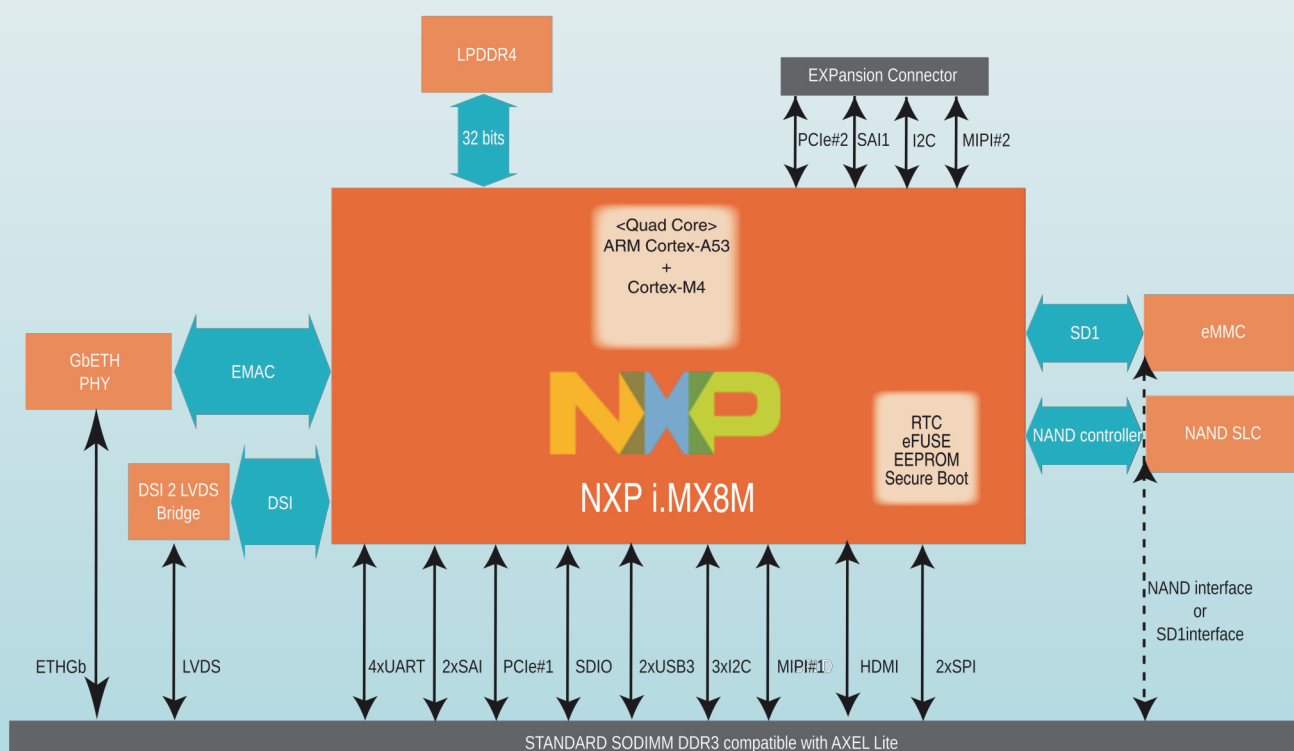 LPDDR4
EXPansion Connector
32 bits
PCIe#2
SAI1
I2C
MIPI#2
<Quad Core>
ARM Cortex-A53
+
Cortex-M4
GbETH
PHY
EMAC
SD1
eMMC
NXP
RTC
eFUSE
EEPROM
Secure Boot
NAND controller
NAND SLC
DSI 2 LVDS
Bridge
DSI
NXP i.MX8M
NAND interface
or
SD1interface
ETHGb
LVDS
4xUART
2xSAI
PCIe#1
SDIO
2xUSB3
3xI2C
MIPI#1
HDMI
2xSPI
STANDARD SODIMM DDR3 compatible with AXEL Lite